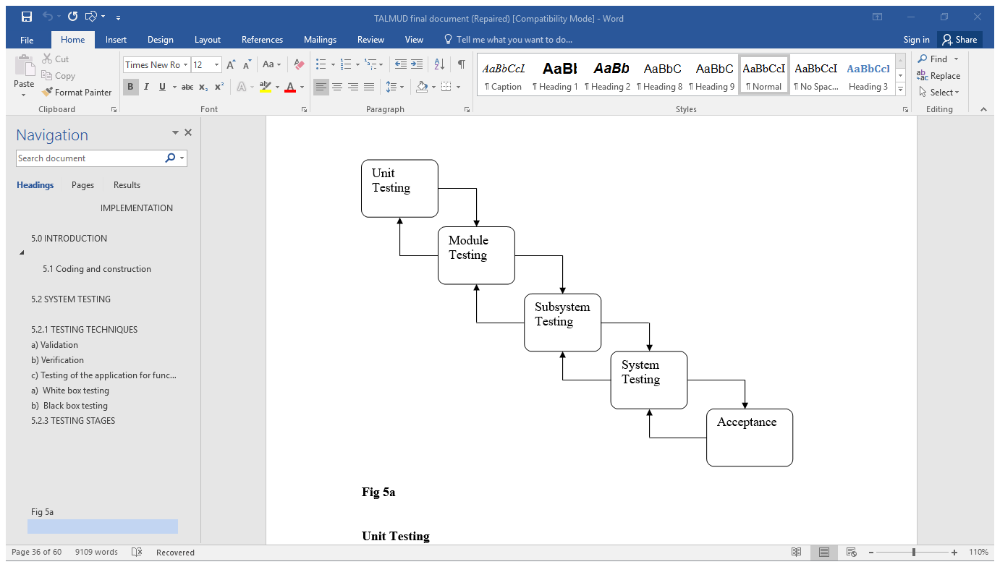 TALMUD final document (Repaired) [Compatibility Mode] - Word
File Home Insert Design Layout References Mailings Review View Tell me what you want to do... Sign in Share
Paste
Cut
Copy
Format Painter
Clipboard
Times New Ro 12 Aa
B I U abc x₂ x² A ab A
Font
A↓Z ¶
Paragraph
AaBbCcL AaBb AaBb AaBbC AaBbC AaBbCcI AaBbCcI AaBbCcI
¶ Caption ¶ Heading 1 ¶ Heading 2 ¶ Heading 8 ¶ Heading 9 ¶ Normal ¶ No Spac... Heading 3
Styles
Find
Replace
Select
Editing
Navigation
Search document
Headings Pages Results
IMPLEMENTATION
5.0 INTRODUCTION
5.1 Coding and construction
5.2 SYSTEM TESTING
5.2.1 TESTING TECHNIQUES
a) Validation
b) Verification
c) Testing of the application for func...
a) White box testing
b) Black box testing
5.2.3 TESTING STAGES
Fig 5a
Unit
Testing
Module
Testing
Subsystem
Testing
System
Testing
Acceptance
Fig 5a
Unit Testing
Page 36 of 60 9109 words Recovered 110%